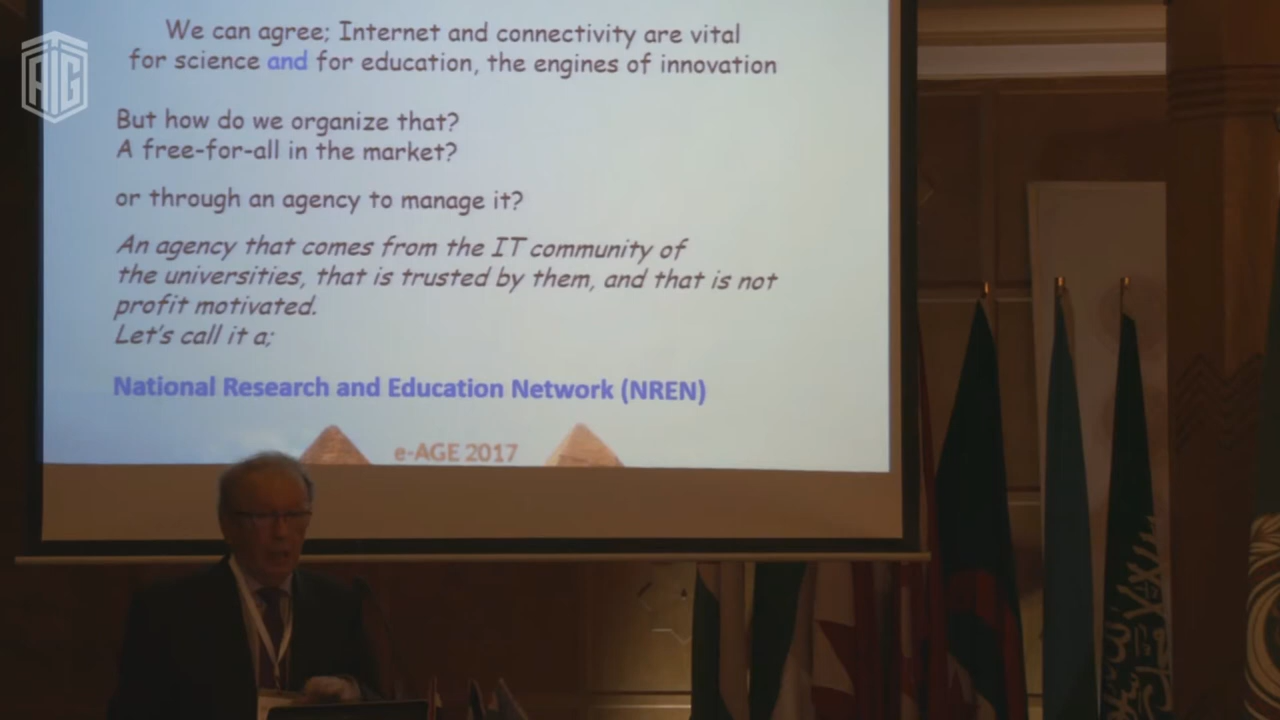 AIG
We can agree; Internet and connectivity are vital
for science and for education, the engines of innovation
But how do we organize that?
A free-for-all in the market?
or through an agency to manage it?
An agency that comes from the IT community of
the universities, that is trusted by them, and that is not
profit motivated.
Let's call it a;
National Research and Education Network (NREN)
e-AGE 2017